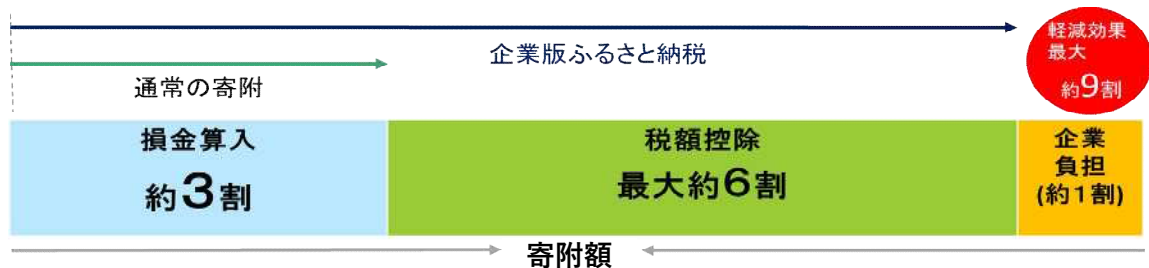 企業版ふるさと納税
通常の寄附
軽減効果
最大
約9割
損金算入
約3割
税額控除
最大約6割
企業
負担
(約1割)
寄附額